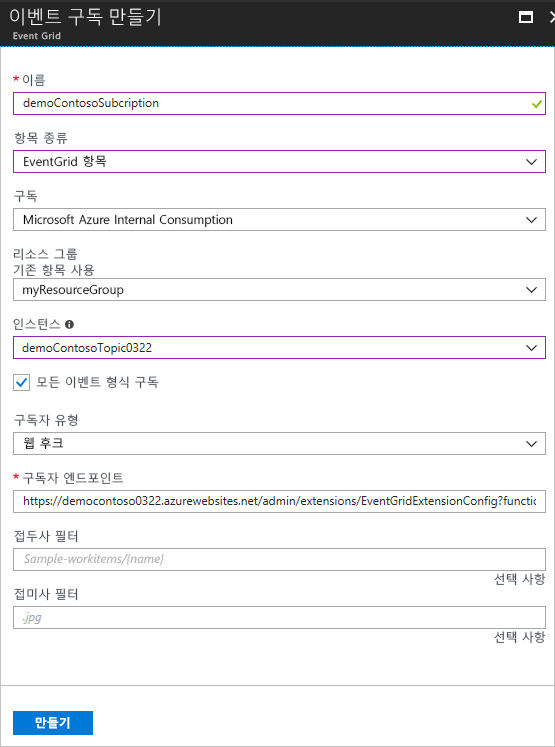 이벤트 구독 만들기
Event Grid
* 이름
demoContosoSubcription
항목 종류
EventGrid 항목
구독
Microsoft Azure Internal Consumption
리소스 그룹
기존 항목 사용
myResourceGroup
인스턴스
demoContosoTopic0322
모든 이벤트 형식 구독
구독자 유형
웹 후크
* 구독자 엔드포인트
https://democontoso0322.azurewebsites.net/admin/extensions/EventGridExtensionConfig?functic
접두사 필터
Sample-workitems/{name}
선택 사항
접미사 필터
.jpg
선택 사항
만들기